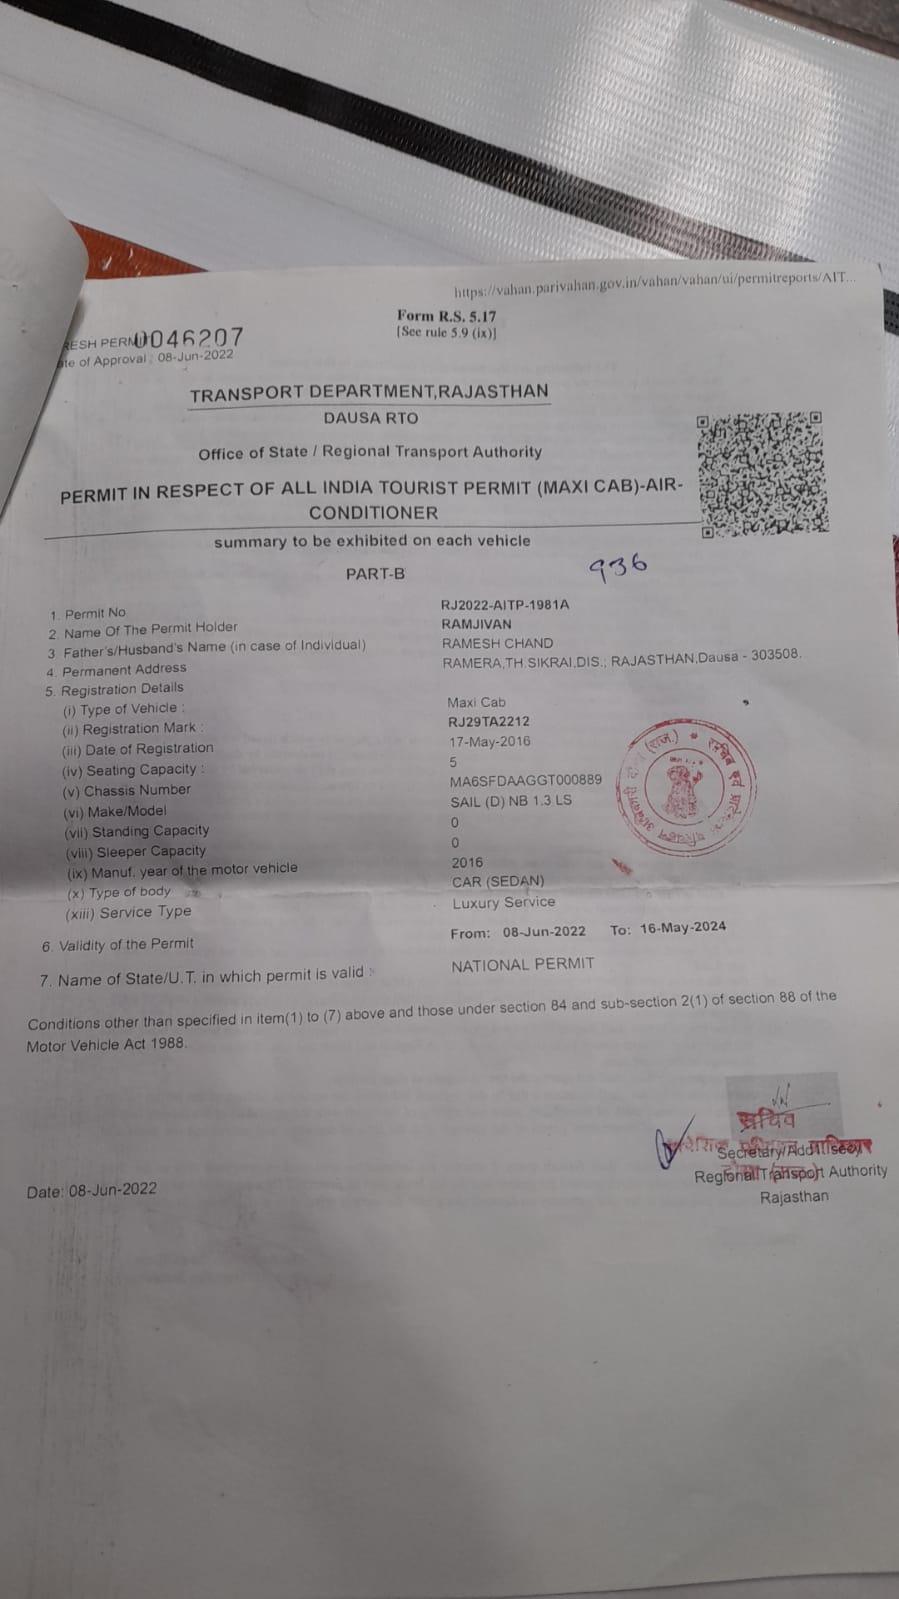 https://vahan.parivahan.gov.in/vahan/vahan/ui/permitreports/AIT...
Form R.S. 5.17
[See rule 5.9 (ix)]
RESH PERM 0046207
ate of Approval : 08-Jun-2022
TRANSPORT DEPARTMENT,RAJASTHAN
DAUSA RTO
Office of State / Regional Transport Authority
PERMIT IN RESPECT OF ALL INDIA TOURIST PERMIT (MAXI CAB)-AIR-
CONDITIONER
summary to be exhibited on each vehicle
PART-B
936
1. Permit No RJ2022-AITP-1981A
2. Name Of The Permit Holder RAMJIVAN
3 Father's/Husband's Name (in case of Individual) RAMESH CHAND
4. Permanent Address RAMERA,TH.SIKRAI,DIS.; RAJASTHAN,Dausa - 303508.
5. Registration Details
(i) Type of Vehicle : Maxi Cab
(ii) Registration Mark : RJ29TA2212
(iii) Date of Registration 17-May-2016
(iv) Seating Capacity : 5
(v) Chassis Number MA6SFDAAGGT000889
(vi) Make/Model SAIL (D) NB 1.3 LS
(vii) Standing Capacity 0
(viii) Sleeper Capacity 0
(ix) Manuf. year of the motor vehicle 2016
(x) Type of body CAR (SEDAN)
(xiii) Service Type Luxury Service
6. Validity of the Permit From: 08-Jun-2022 To: 16-May-2024
7. Name of State/U.T. in which permit is valid : NATIONAL PERMIT
Conditions other than specified in item(1) to (7) above and those under section 84 and sub-section 2(1) of section 88 of the
Motor Vehicle Act 1988.
सचिव
Secretary/Addl.
Regional Transport Authority
Rajasthan
Date: 08-Jun-2022